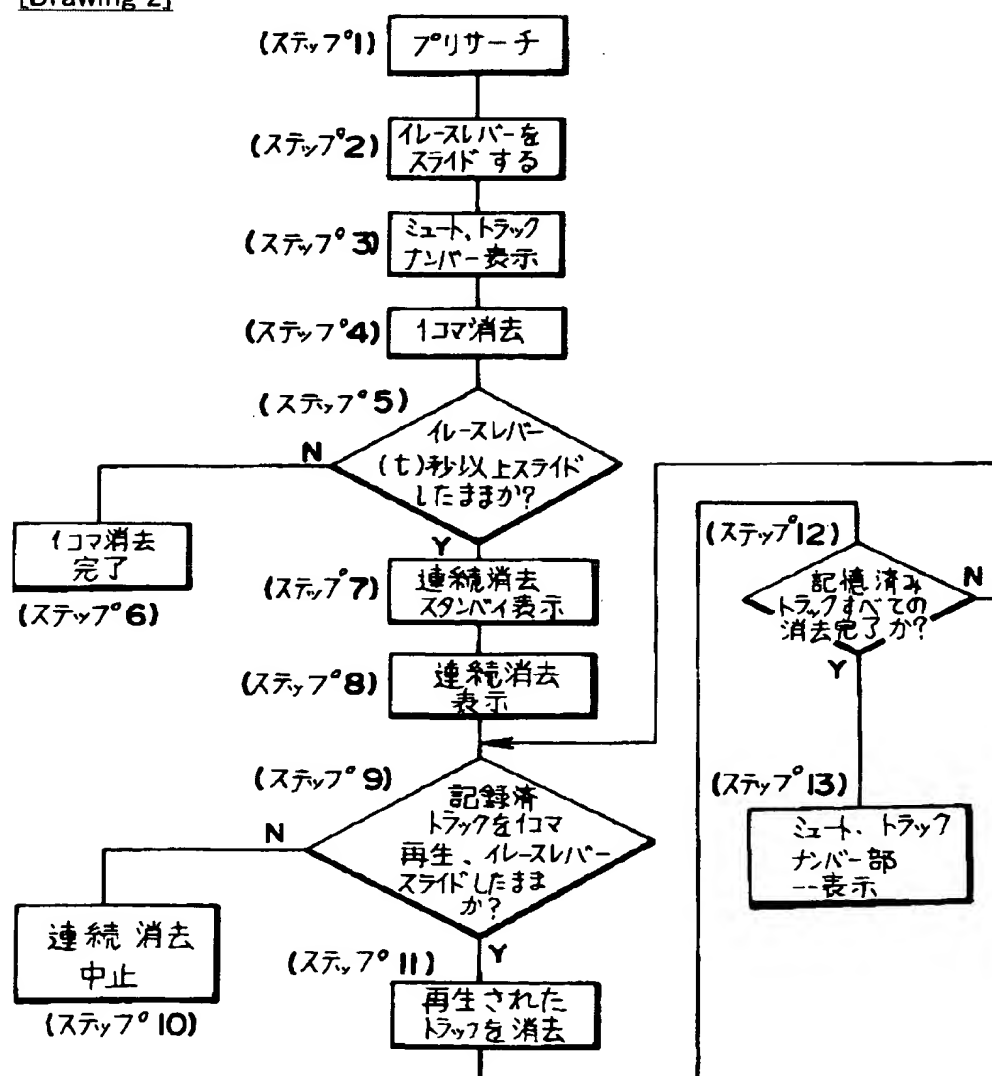 [Drawing 2]
(ステップ1)
プリサーチ
(ステップ2)
イレースレバーを
スライドする
(ステップ3)
ミュート、トラック
ナンバー表示
(ステップ4)
1コマ消去
(ステップ5)
イレースレバー
(t)秒以上スライド
したままか?
N
Y
1コマ消去
完了
(ステップ6)
(ステップ7)
連続消去
スタンバイ表示
(ステップ8)
連続消去
表示
(ステップ9)
記録済
トラックを1コマ
再生、イレースレバー
スライドしたまま
か?
N
Y
連続消去
中止
(ステップ10)
(ステップ11)
再生された
トラックを消去
(ステップ12)
記憶済み
トラックすべての
消去完了か?
N
Y
(ステップ13)
ミュート、トラック
ナンバー部
--表示